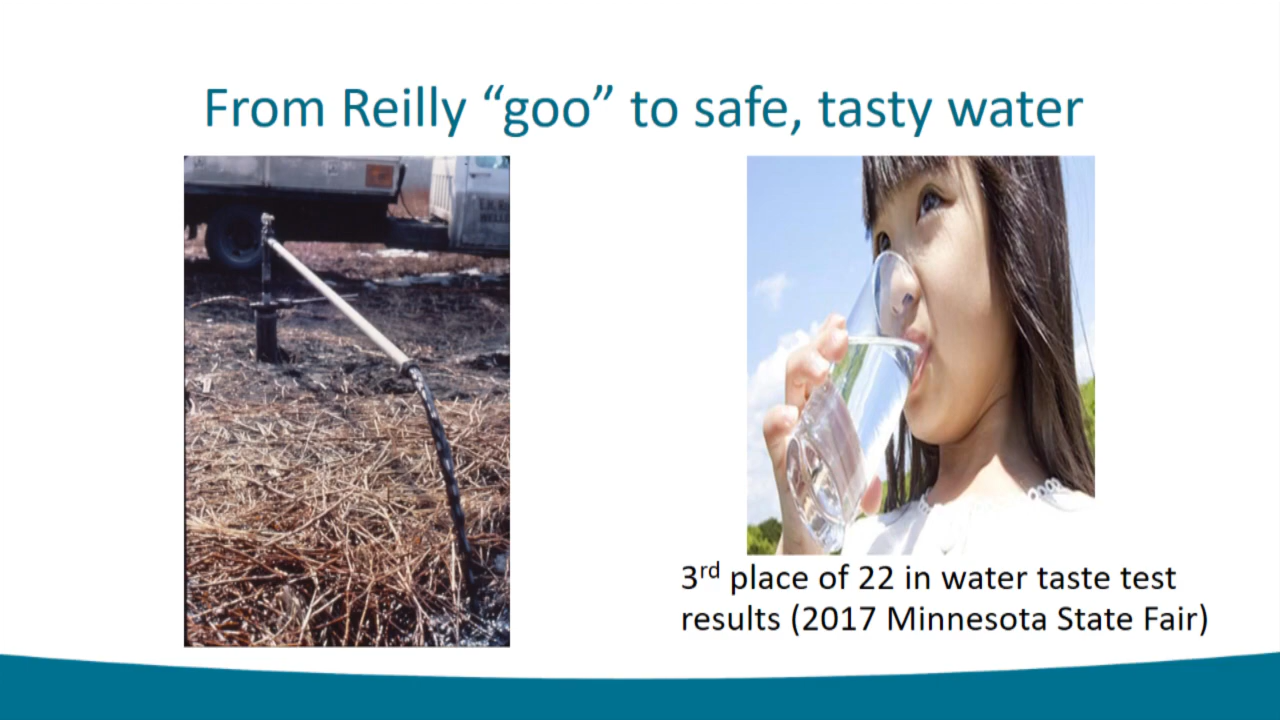 From Reilly “goo” to safe, tasty water
3rd place of 22 in water taste test
results (2017 Minnesota State Fair)